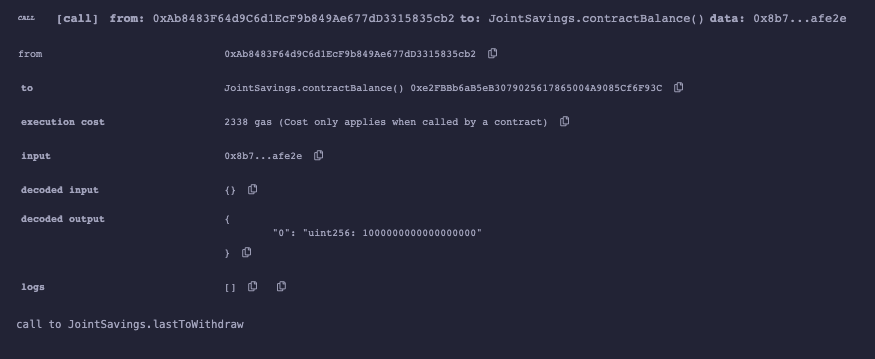 CALL [call] from: 0xAb8483F64d9C6d1EcF9b849Ae677dD3315835cb2 to: JointSavings.contractBalance() data: 0x8b7...afe2e
from 0xAb8483F64d9C6d1EcF9b849Ae677dD3315835cb2
to JointSavings.contractBalance() 0xe2FBBb6aB5eB3079025617865004A9085Cf6F93C
execution cost 2338 gas (Cost only applies when called by a contract)
input 0x8b7...afe2e
decoded input {}
decoded output {
"0": "uint256: 1000000000000000000"
}
logs []
call to JointSavings.lastToWithdraw